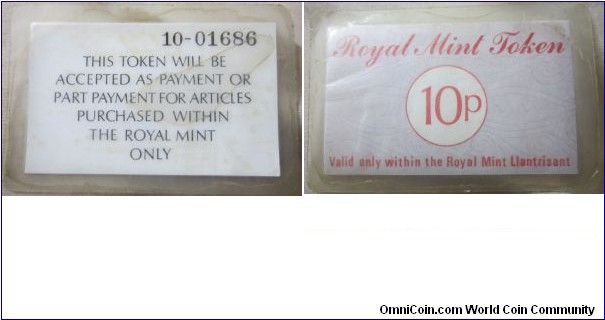 10-01686
THIS TOKEN WILL BE
ACCEPTED AS PAYMENT OR
PART PAYMENT FOR ARTICLES
PURCHASED WITHIN
THE ROYAL MINT
ONLY
Royal Mint Token
10p
Valid only within the Royal Mint Llantrisant
OmniCoin.com World Coin Community